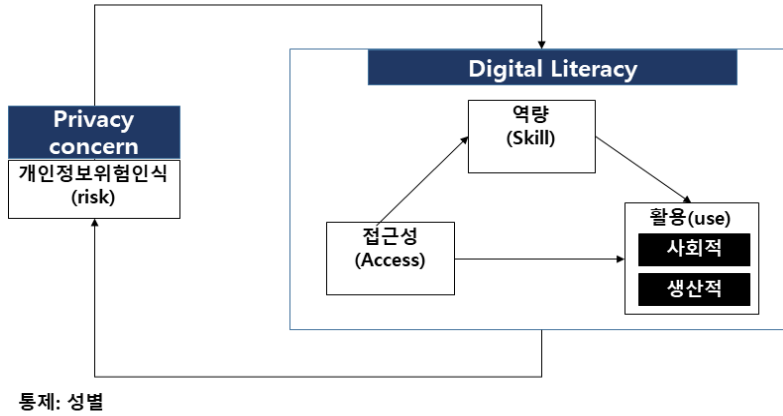 Digital Literacy
Privacy
concern
개인정보위험인식
(risk)
역량
(Skill)
접근성
(Access)
활용(use)
사회적
생산적
통제: 성별